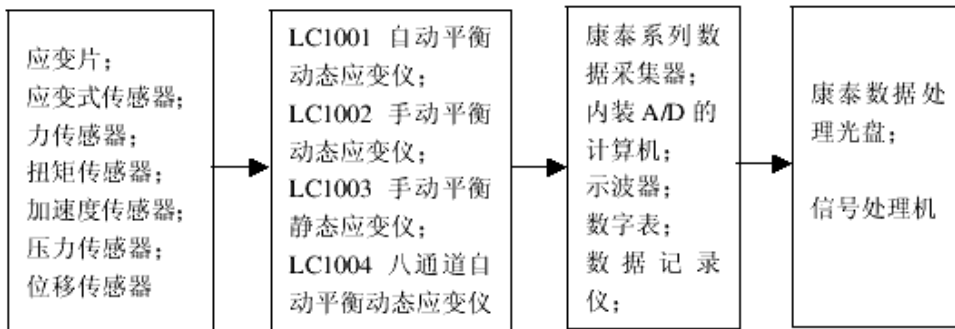 应变片；
应变式传感器；
力传感器；
扭矩传感器；
加速度传感器；
压力传感器；
位移传感器
LC1001 自动平衡
动态应变仪；
LC1002 手动平衡
动态应变仪；
LC1003 手动平衡
静态应变仪；
LC1004 八通道自
动平衡动态应变仪
康泰系列数
据采集器；
内装 A/D 的
计算机；
示波器；
数字表；
数据记录
仪；
康泰数据处
理光盘；
信号处理机